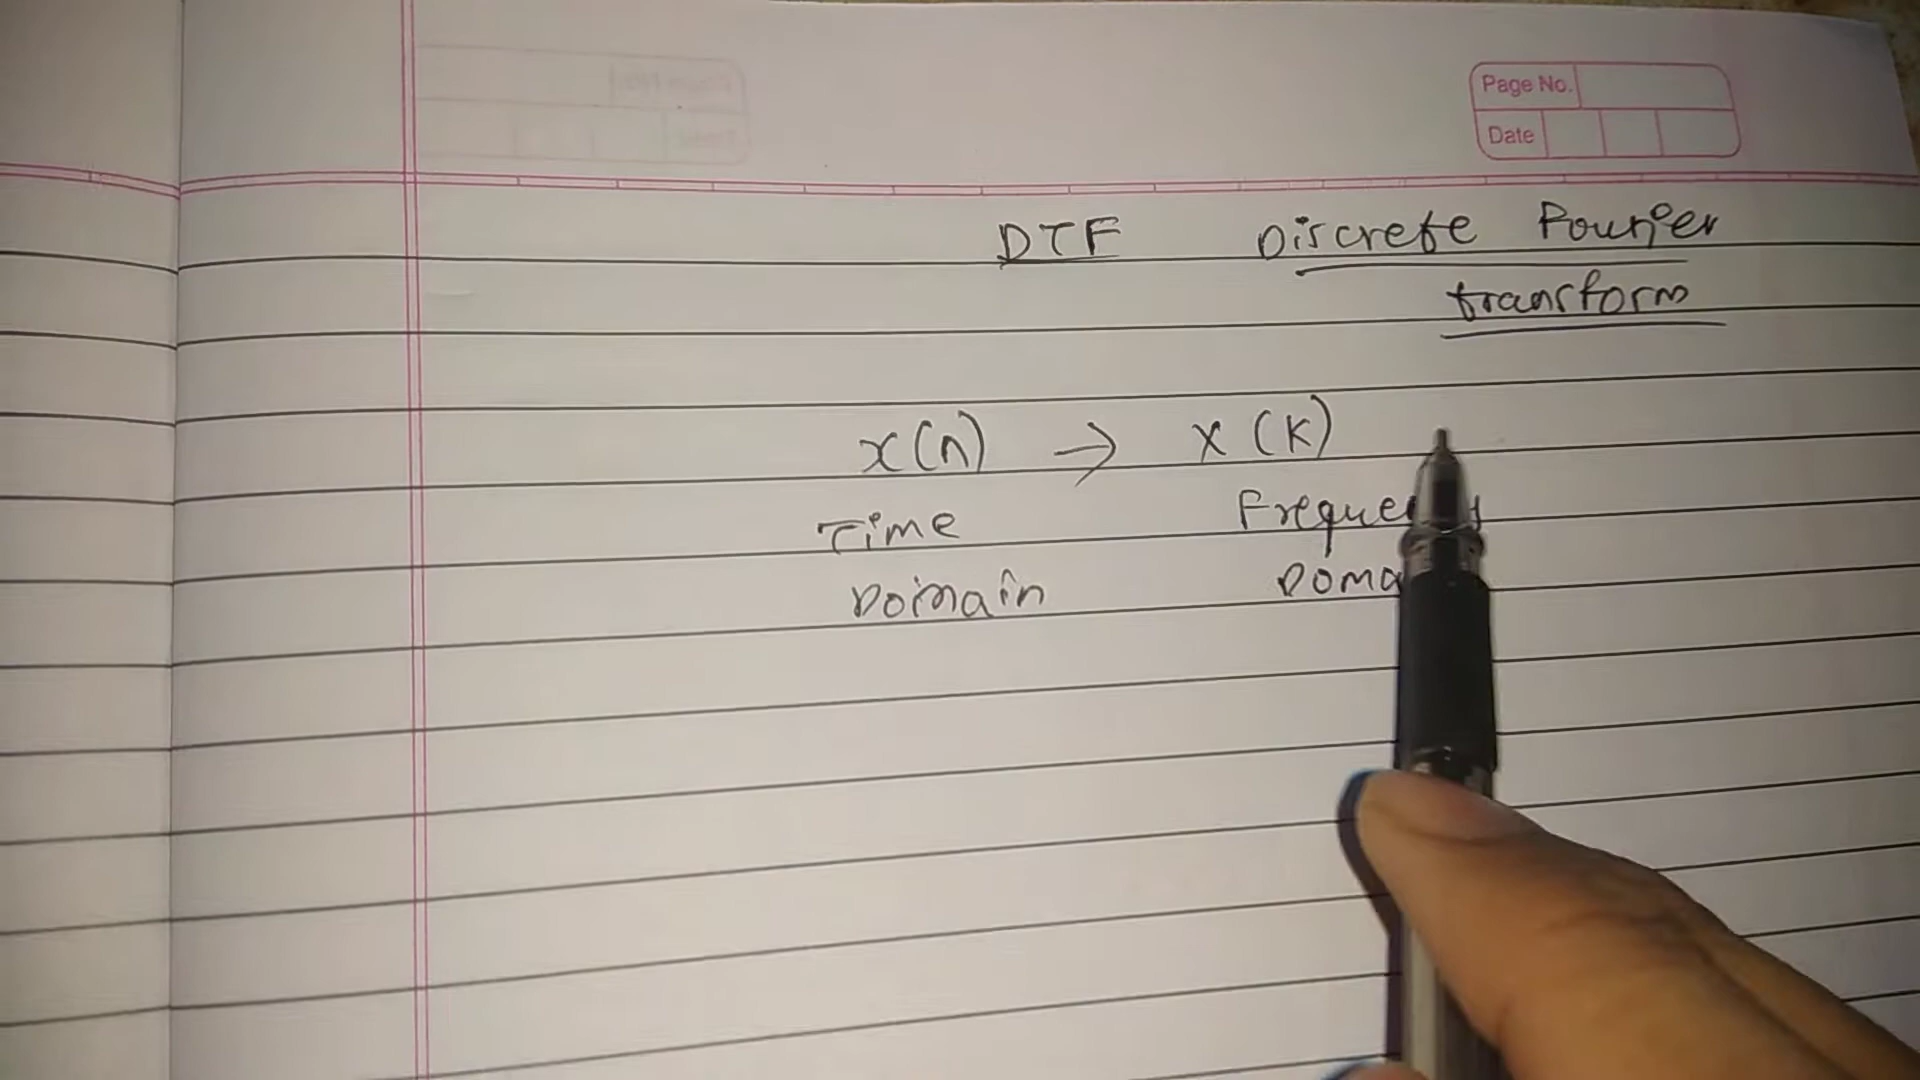 Page No.
Date
DTF Discrete Fourier
transform
x(n) → X (K)
Time
Domain